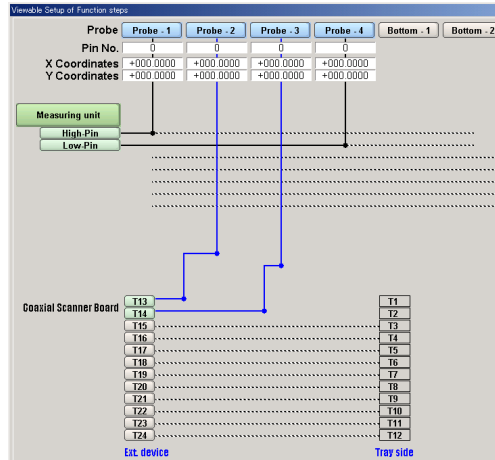 Viewable Setup of Function steps
Probe Probe - 1 Probe - 2 Probe - 3 Probe - 4 Bottom - 1 Bottom - 2
Pin No. 0 0 0 0
X Coordinates +000.0000 +000.0000 +000.0000 +000.0000
Y Coordinates +000.0000 +000.0000 +000.0000 +000.0000
Measuring unit
High-Pin
Low-Pin
Coaxial Scanner Board
T13 T1
T14 T2
T15 T3
T16 T4
T17 T5
T18 T6
T19 T7
T20 T8
T21 T9
T22 T10
T23 T11
T24 T12
Ext. device Tray side